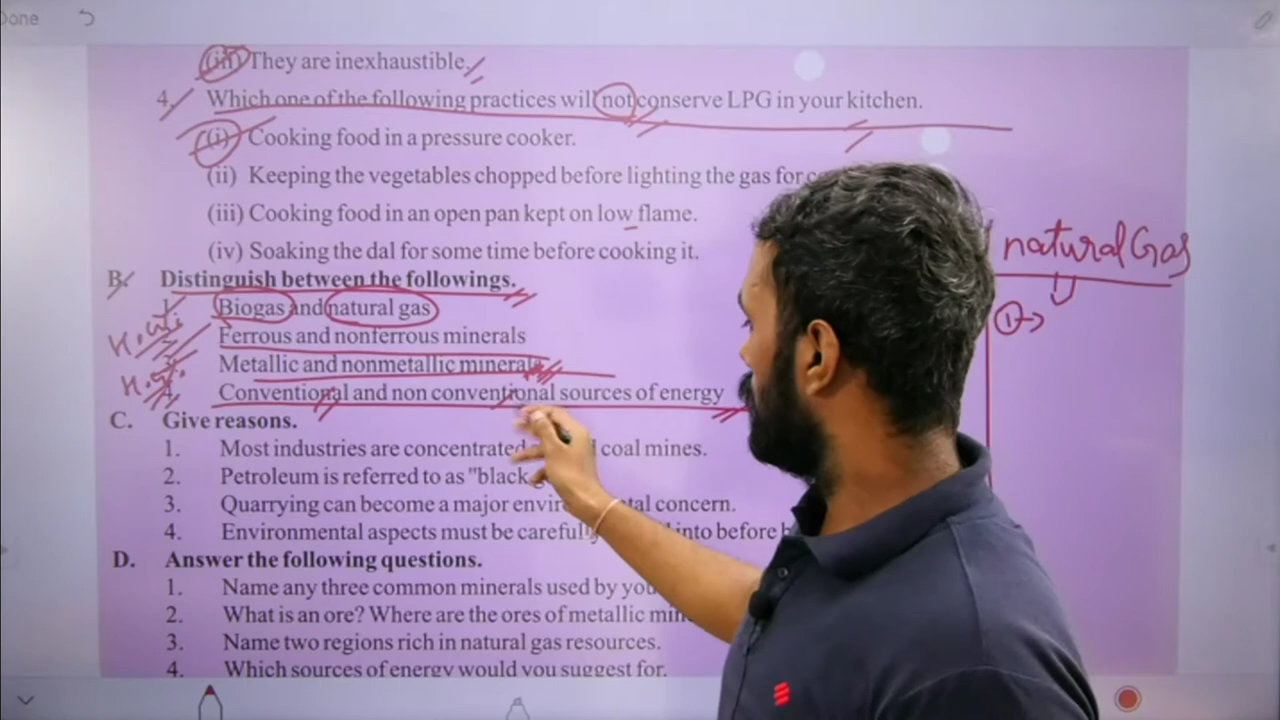 Done
(iii) They are inexhaustible.
4. Which one of the following practices will not conserve LPG in your kitchen.
(i) Cooking food in a pressure cooker.
(ii) Keeping the vegetables chopped before lighting the gas for
(iii) Cooking food in an open pan kept on low flame.
(iv) Soaking the dal for some time before cooking it.
natural Gas
B. Distinguish between the followings.
1. Biogas and natural gas
①→
Ferrous and nonferrous minerals
Metallic and nonmetallic minerals
Conventional and non conventional sources of energy
C. Give reasons.
1. Most industries are concentrated coal mines.
2. Petroleum is referred to as "black
3. Quarrying can become a major environmental concern.
4. Environmental aspects must be carefully into before
D. Answer the following questions.
1. Name any three common minerals used by you
2. What is an ore? Where are the ores of metallic
3. Name two regions rich in natural gas resources.
4. Which sources of energy would you suggest for.